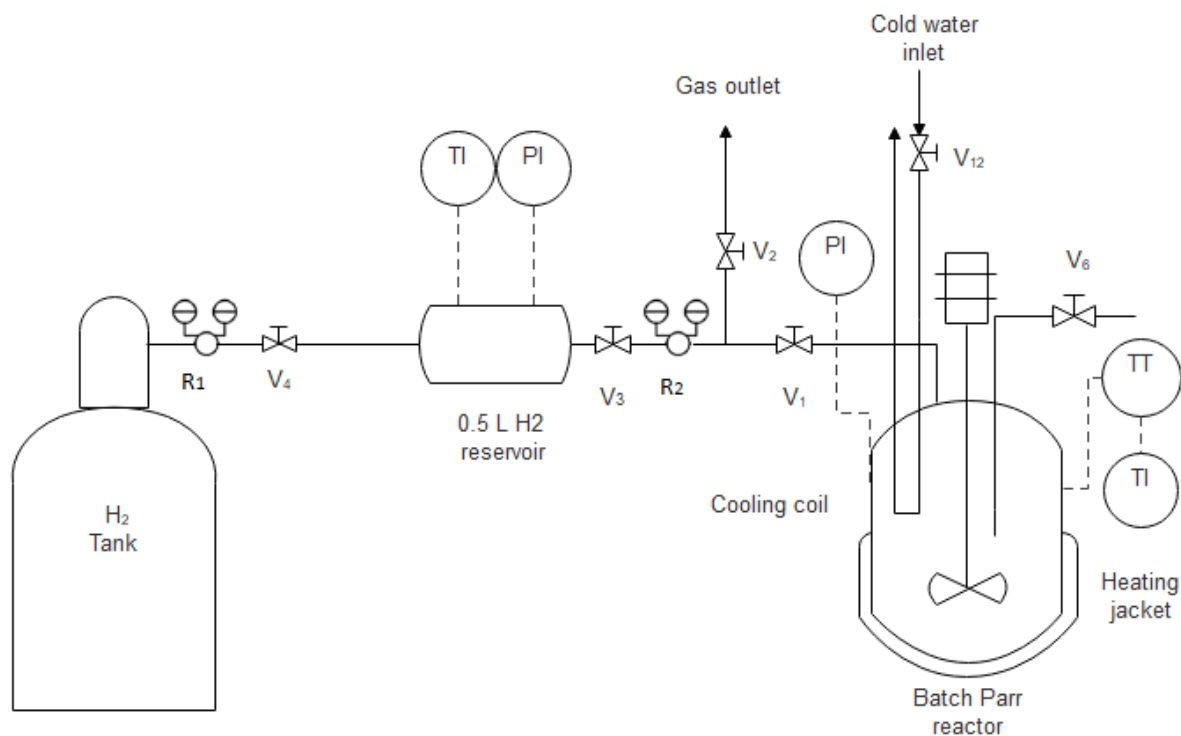 Cold water
inlet
Gas outlet
TI
PI
V₁₂
V₂
PI
V₆
R1
V₄
V₃
R2
V₁
TT
0.5 L H2
reservoir
TI
Cooling coil
H₂
Tank
Heating
jacket
Batch Parr
reactor